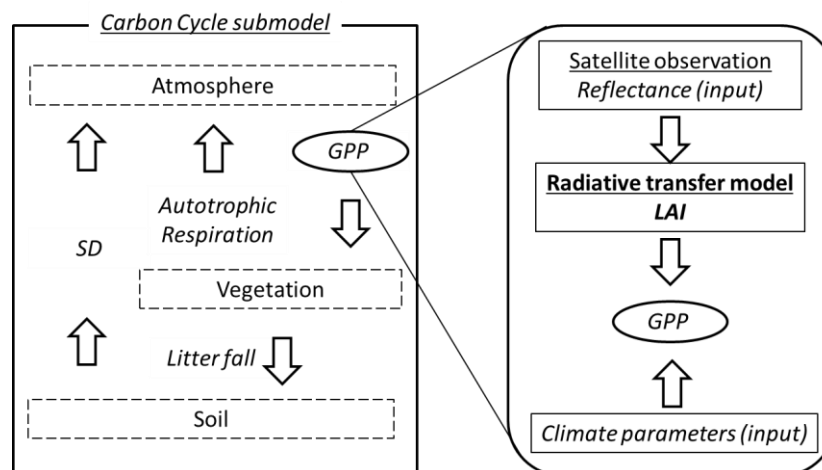 Carbon Cycle submodel
Atmosphere
GPP
Autotrophic
Respiration
SD
Vegetation
Litter fall
Soil
Satellite observation
Reflectance (input)
Radiative transfer model
LAI
GPP
Climate parameters (input)